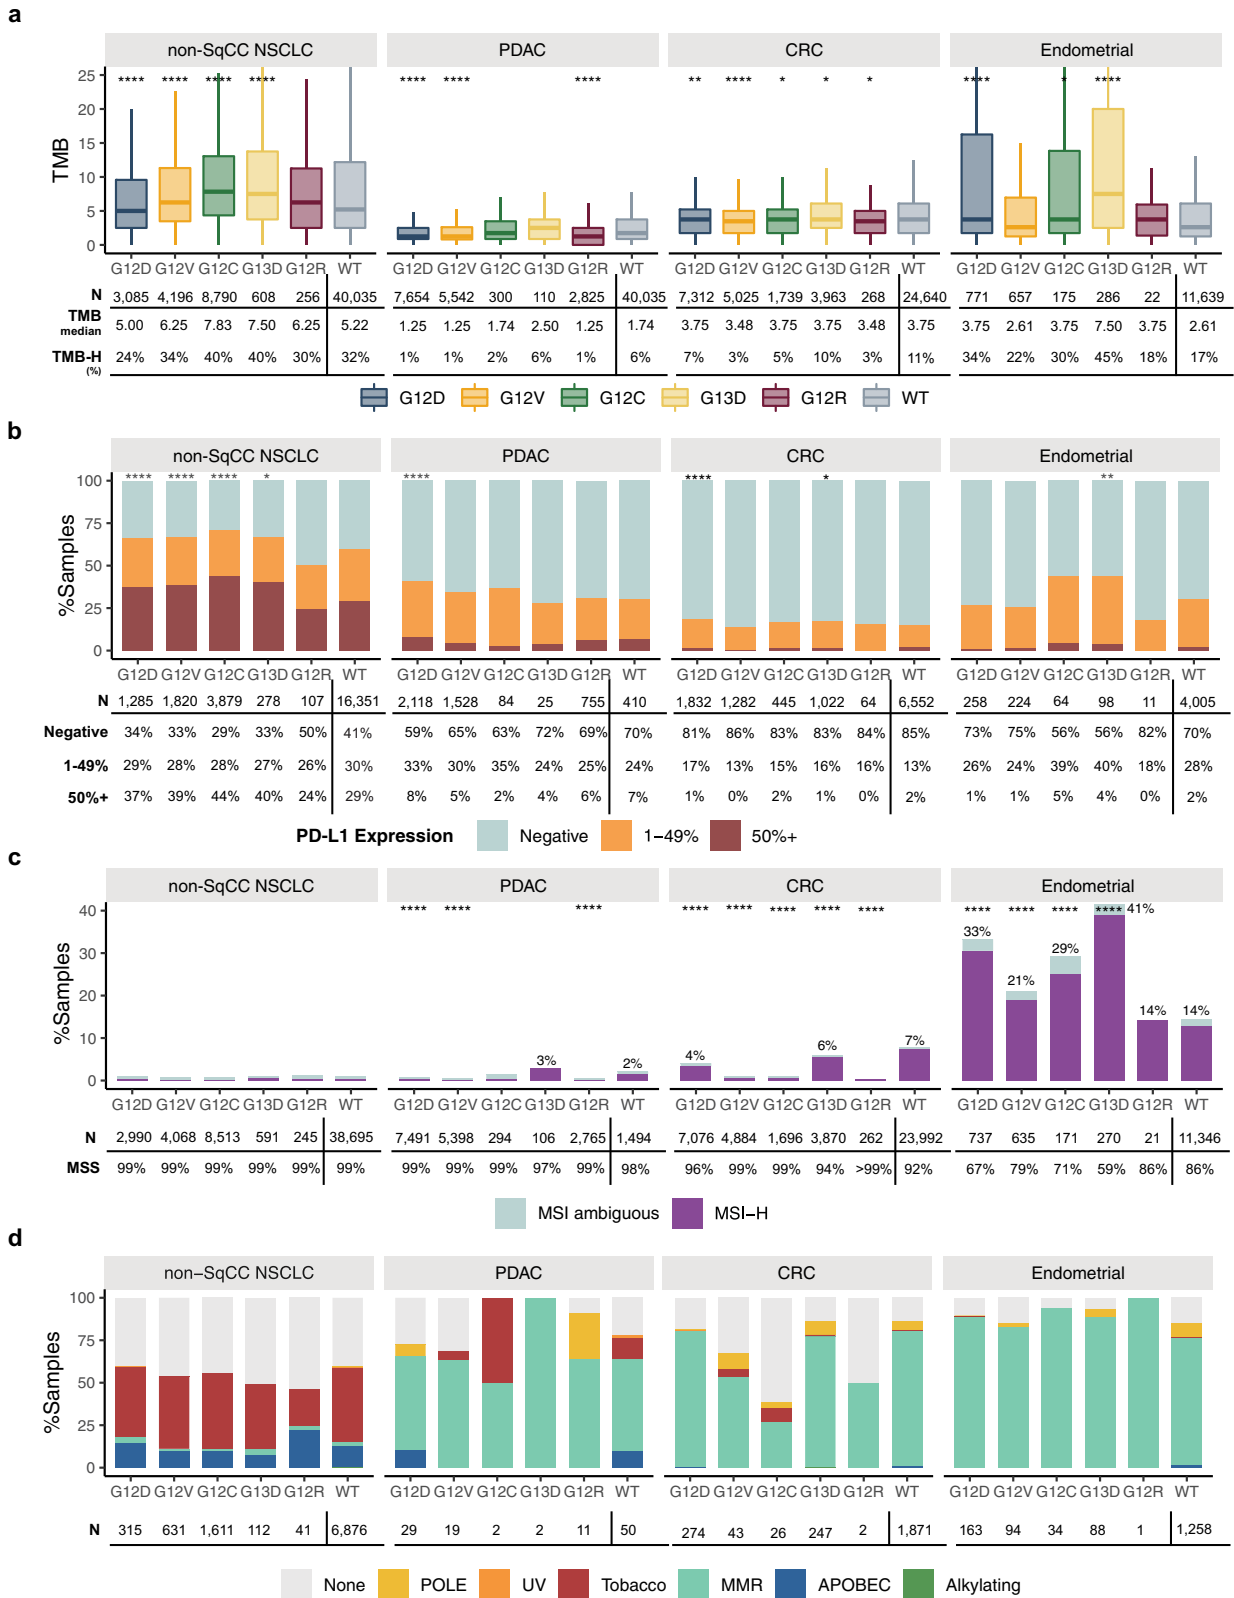 a
non-SqCC NSCLC PDAC CRC Endometrial
**** **** **** **** **** **** **** ** **** * * * **** * ****
TMB
25
20
15
10
5
0
G12D G12V G12C G13D G12R WT G12D G12V G12C G13D G12R WT G12D G12V G12C G13D G12R WT G12D G12V G12C G13D G12R WT
N 3,085 4,196 8,790 608 256 40,035 7,654 5,542 300 110 2,825 40,035 7,312 5,025 1,739 3,963 268 24,640 771 657 175 286 22 11,639
TMB median 5.00 6.25 7.83 7.50 6.25 5.22 1.25 1.25 1.74 2.50 1.25 1.74 3.75 3.48 3.75 3.75 3.48 3.75 3.75 2.61 3.75 7.50 3.75 2.61
TMB-H (%) 24% 34% 40% 40% 30% 32% 1% 1% 2% 6% 1% 6% 7% 3% 5% 10% 3% 11% 34% 22% 30% 45% 18% 17%
G12D G12V G12C G13D G12R WT
b
non-SqCC NSCLC PDAC CRC Endometrial
**** **** **** * **** **** * **
%Samples
100
75
50
25
0
G12D G12V G12C G13D G12R WT G12D G12V G12C G13D G12R WT G12D G12V G12C G13D G12R WT G12D G12V G12C G13D G12R WT
N 1,285 1,820 3,879 278 107 16,351 2,118 1,528 84 25 755 410 1,832 1,282 445 1,022 64 6,552 258 224 64 98 11 4,005
Negative 34% 33% 29% 33% 50% 41% 59% 65% 63% 72% 69% 70% 81% 86% 83% 83% 84% 85% 73% 75% 56% 56% 82% 70%
1-49% 29% 28% 28% 27% 26% 30% 33% 30% 35% 24% 25% 24% 17% 13% 15% 16% 16% 13% 26% 24% 39% 40% 18% 28%
50%+ 37% 39% 44% 40% 24% 29% 8% 5% 2% 4% 6% 7% 1% 0% 2% 1% 0% 2% 1% 1% 5% 4% 0% 2%
PD-L1 Expression Negative 1–49% 50%+
c
non-SqCC NSCLC PDAC CRC Endometrial
**** **** **** **** **** **** **** **** **** **** **** **** 41%
33% 21% 29% 14% 14%
3% 2% 4% 6% 7%
%Samples
40
30
20
10
0
G12D G12V G12C G13D G12R WT G12D G12V G12C G13D G12R WT G12D G12V G12C G13D G12R WT G12D G12V G12C G13D G12R WT
N 2,990 4,068 8,513 591 245 38,695 7,491 5,398 294 106 2,765 1,494 7,076 4,884 1,696 3,870 262 23,992 737 635 171 270 21 11,346
MSS 99% 99% 99% 99% 99% 99% 99% 99% 99% 97% 99% 98% 96% 99% 99% 94% >99% 92% 67% 79% 71% 59% 86% 86%
MSI ambiguous MSI–H
d
non–SqCC NSCLC PDAC CRC Endometrial
%Samples
100
75
50
25
0
G12D G12V G12C G13D G12R WT G12D G12V G12C G13D G12R WT G12D G12V G12C G13D G12R WT G12D G12V G12C G13D G12R WT
N 315 631 1,611 112 41 6,876 29 19 2 2 11 50 274 43 26 247 2 1,871 163 94 34 88 1 1,258
None POLE UV Tobacco MMR APOBEC Alkylating